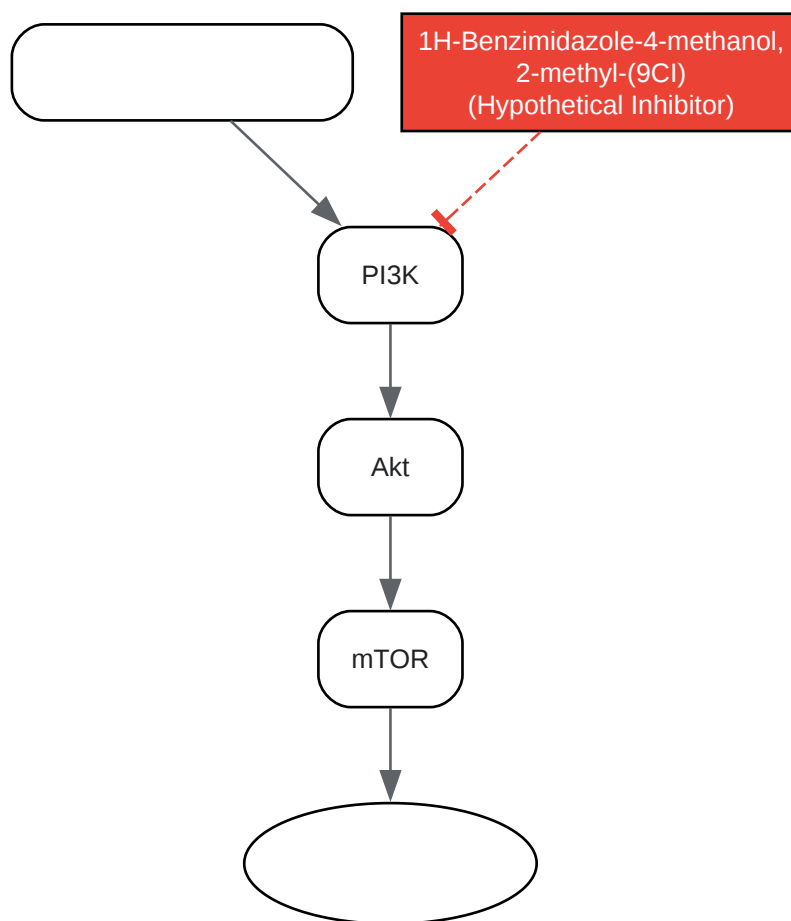 1H-Benzimidazole-4-methanol,
2-methyl-(9CI)
(Hypothetical Inhibitor)
PI3K
Akt
mTOR